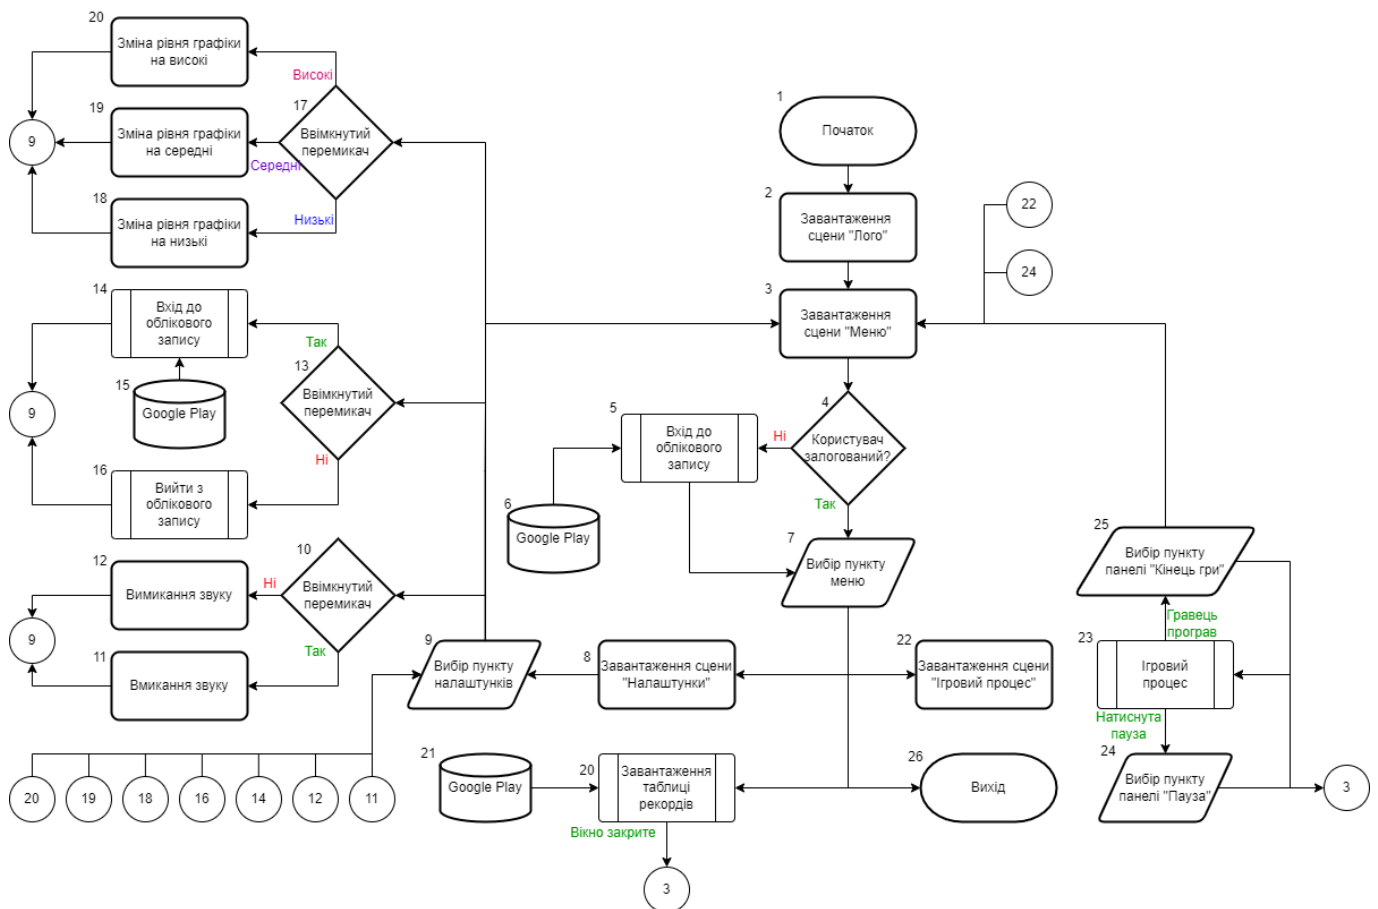 20
Зміна рівня графіки
на високі
Високі
19
Зміна рівня графіки
на середні
9
17
Ввімкнутий
перемикач
Середні
18
Зміна рівня графіки
на низькі
Низькі
1
Початок
2
Завантаження
сцени "Лого"
22
24
3
Завантаження
сцени "Меню"
14
Вхід до
облікового
запису
Так
15
Google Play
13
Ввімкнутий
перемикач
9
Ні
16
Вийти з
облікового
запису
4
Користувач
залогований?
Ні
Так
5
Вхід до
облікового
запису
6
Google Play
7
Вибір пункту
меню
12
Вимикання звуку
Ні
10
Ввімкнутий
перемикач
Так
9
11
Вмикання звуку
9
Вибір пункту
налаштунків
8
Завантаження сцени
"Налаштунки"
22
Завантаження сцени
"Ігровий процес"
25
Вибір пункту
панелі "Кінець гри"
Гравець
програв
23
Ігровий
процес
Натиснута
пауза
24
Вибір пункту
панелі "Пауза"
3
20
19
18
16
14
12
11
21
Google Play
20
Завантаження
таблиці
рекордів
Вікно закрите
3
26
Вихід